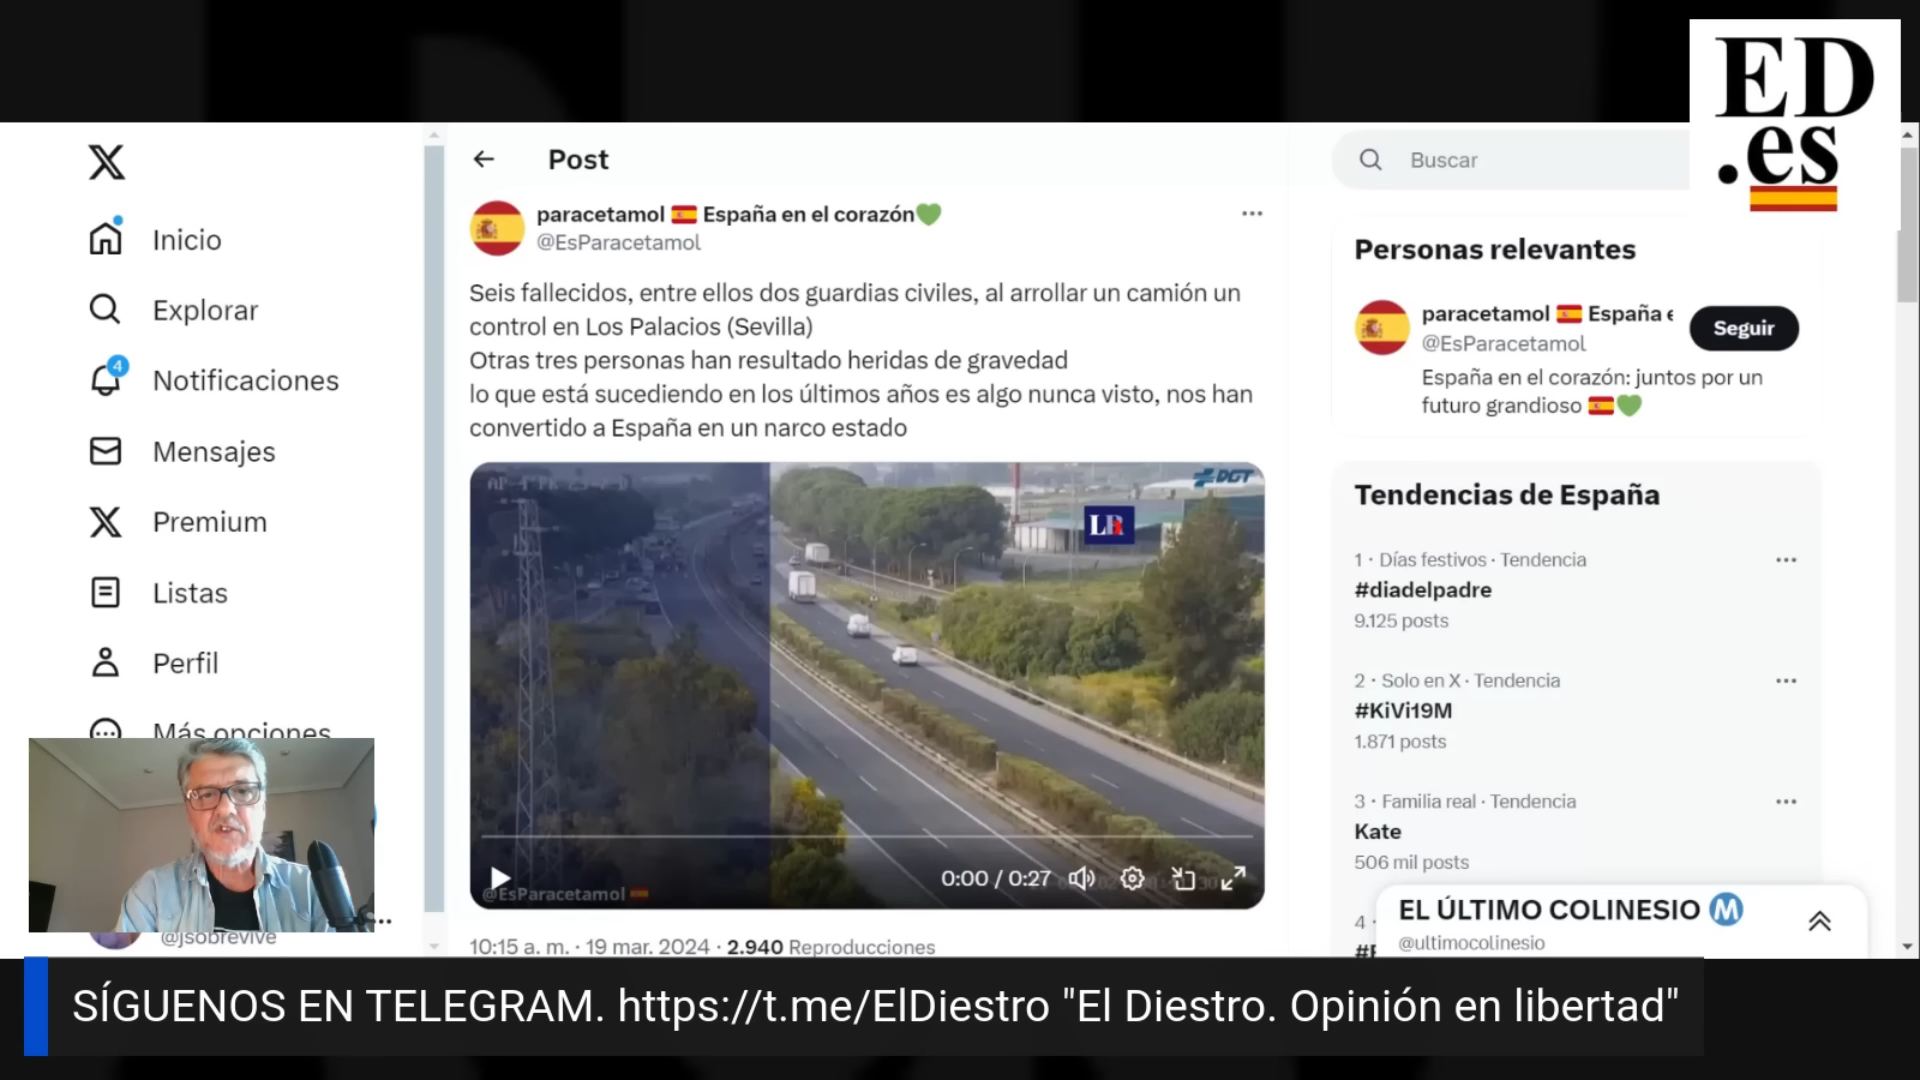 ED
.es
Post
Buscar
Inicio
Explorar
4
Notificaciones
Mensajes
Premium
Listas
Perfil
Más opciones
@jsobrevive
paracetamol España en el corazón
@EsParacetamol
Seis fallecidos, entre ellos dos guardias civiles, al arrollar un camión un
control en Los Palacios (Sevilla)
Otras tres personas han resultado heridas de gravedad
lo que está sucediendo en los últimos años es algo nunca visto, nos han
convertido a España en un narco estado
DGT
LR
0:00 / 0:27
@EsParacetamol
10:15 a. m. · 19 mar. 2024 · 2.940 Reproducciones
Personas relevantes
paracetamol España e
@EsParacetamol
Seguir
España en el corazón: juntos por un
futuro grandioso
Tendencias de España
1 · Días festivos · Tendencia
#diadelpadre
9.125 posts
2 · Solo en X · Tendencia
#KiVi19M
1.871 posts
3 · Familia real · Tendencia
Kate
506 mil posts
4 ·
EL ÚLTIMO COLINESIO M
@ultimocolinesio
SÍGUENOS EN TELEGRAM. https://t.me/ElDiestro "El Diestro. Opinión en libertad"